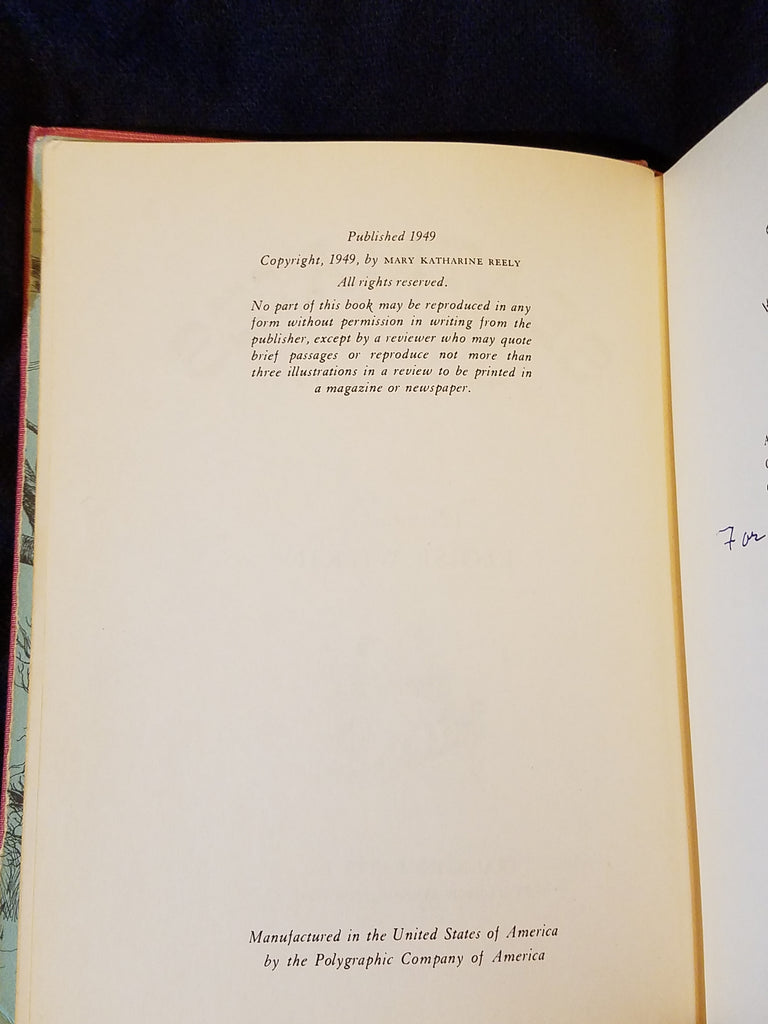 Published 1949
Copyright, 1949, by MARY KATHARINE REELY
All rights reserved.
No part of this book may be reproduced in any
form without permission in writing from the
publisher, except by a reviewer who may quote
brief passages or reproduce not more than
three illustrations in a review to be printed in
a magazine or newspaper.
For
Manufactured in the United States of America
by the Polygraphic Company of America